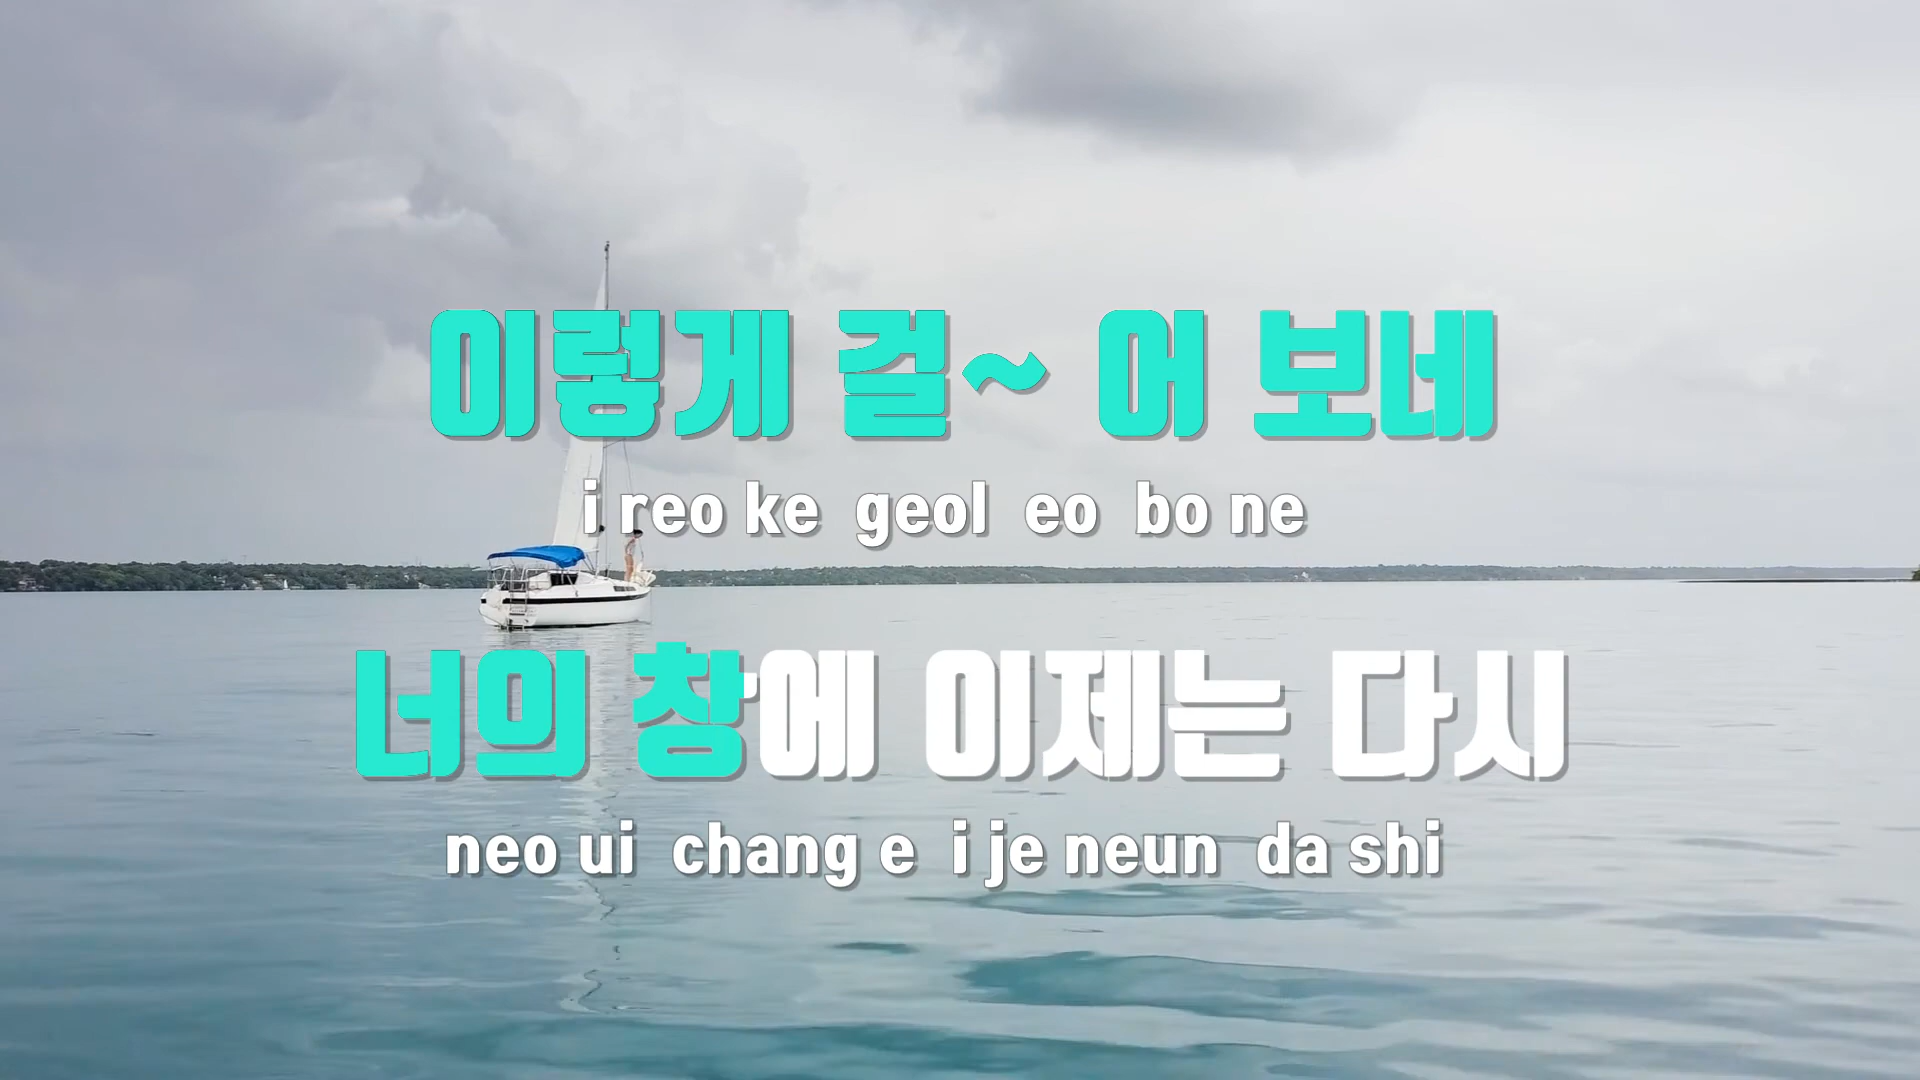 이렇게 걸~ 어 보네
i reo ke geol eo bo ne
너의 창에 이제는 다시
neo ui chang e i je neun da shi